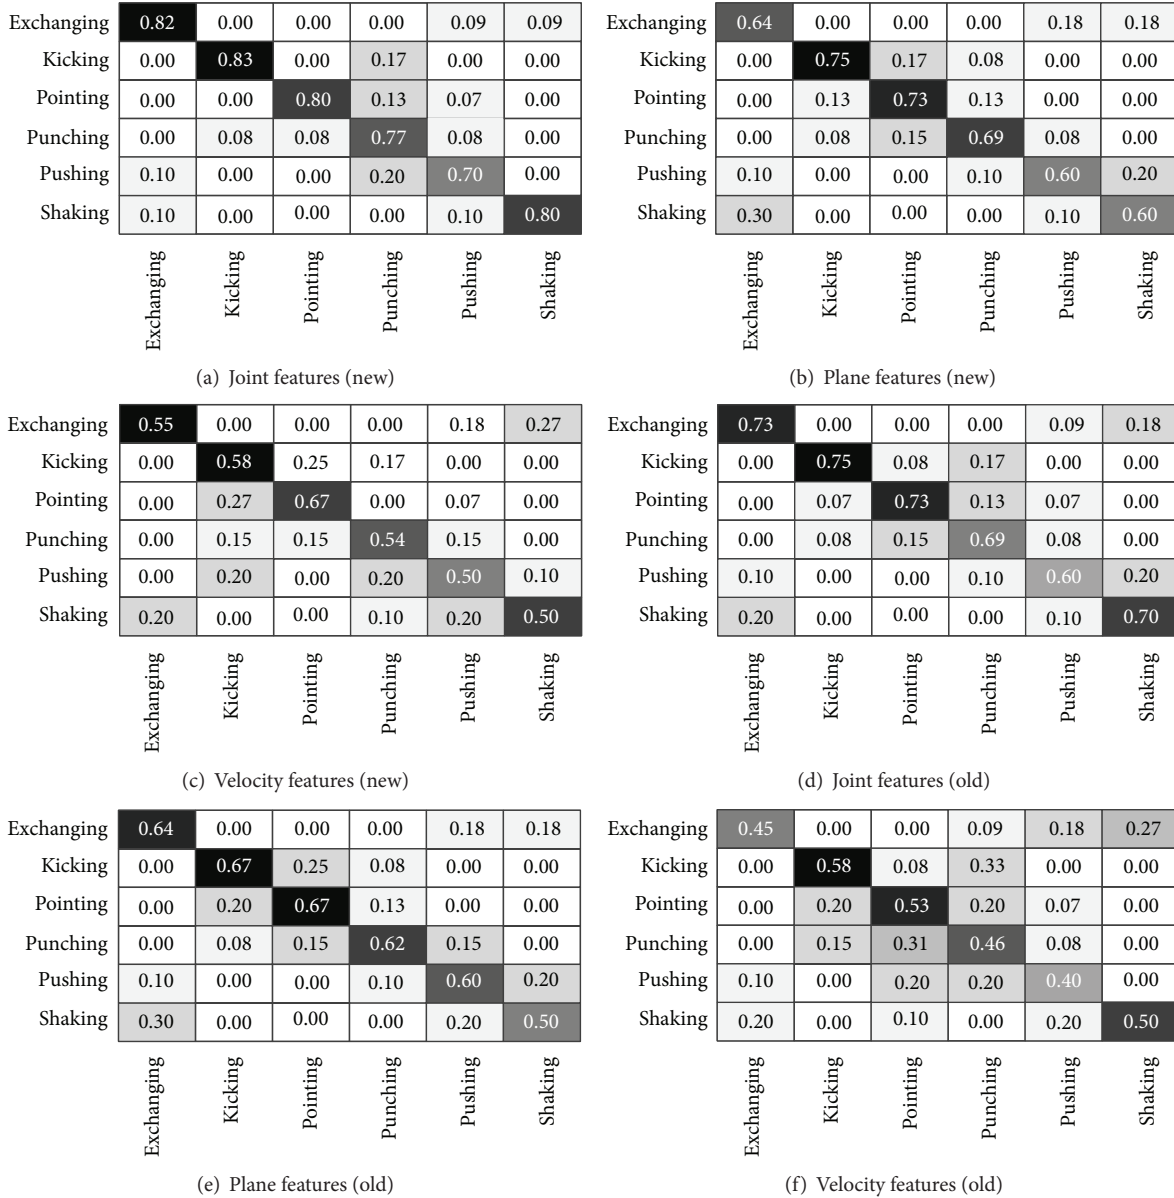 Exchanging 0.82 0.00 0.00 0.00 0.09 0.09
Kicking 0.00 0.83 0.00 0.17 0.00 0.00
Pointing 0.00 0.00 0.80 0.13 0.07 0.00
Punching 0.00 0.08 0.08 0.77 0.08 0.00
Pushing 0.10 0.00 0.00 0.20 0.70 0.00
Shaking 0.10 0.00 0.00 0.00 0.10 0.80
Exchanging Kicking Pointing Punching Pushing Shaking
(a) Joint features (new)
Exchanging 0.64 0.00 0.00 0.00 0.18 0.18
Kicking 0.00 0.75 0.17 0.08 0.00 0.00
Pointing 0.00 0.13 0.73 0.13 0.00 0.00
Punching 0.00 0.08 0.15 0.69 0.08 0.00
Pushing 0.10 0.00 0.00 0.10 0.60 0.20
Shaking 0.30 0.00 0.00 0.00 0.10 0.60
Exchanging Kicking Pointing Punching Pushing Shaking
(b) Plane features (new)
Exchanging 0.55 0.00 0.00 0.00 0.18 0.27
Kicking 0.00 0.58 0.25 0.17 0.00 0.00
Pointing 0.00 0.27 0.67 0.00 0.07 0.00
Punching 0.00 0.15 0.15 0.54 0.15 0.00
Pushing 0.00 0.20 0.00 0.20 0.50 0.10
Shaking 0.20 0.00 0.00 0.10 0.20 0.50
Exchanging Kicking Pointing Punching Pushing Shaking
(c) Velocity features (new)
Exchanging 0.73 0.00 0.00 0.00 0.09 0.18
Kicking 0.00 0.75 0.08 0.17 0.00 0.00
Pointing 0.00 0.07 0.73 0.13 0.07 0.00
Punching 0.00 0.08 0.15 0.69 0.08 0.00
Pushing 0.10 0.00 0.00 0.10 0.60 0.20
Shaking 0.20 0.00 0.00 0.00 0.10 0.70
Exchanging Kicking Pointing Punching Pushing Shaking
(d) Joint features (old)
Exchanging 0.64 0.00 0.00 0.00 0.18 0.18
Kicking 0.00 0.67 0.25 0.08 0.00 0.00
Pointing 0.00 0.20 0.67 0.13 0.00 0.00
Punching 0.00 0.08 0.15 0.62 0.15 0.00
Pushing 0.10 0.00 0.00 0.10 0.60 0.20
Shaking 0.30 0.00 0.00 0.00 0.20 0.50
Exchanging Kicking Pointing Punching Pushing Shaking
(e) Plane features (old)
Exchanging 0.45 0.00 0.00 0.09 0.18 0.27
Kicking 0.00 0.58 0.08 0.33 0.00 0.00
Pointing 0.00 0.20 0.53 0.20 0.07 0.00
Punching 0.00 0.15 0.31 0.46 0.08 0.00
Pushing 0.10 0.00 0.20 0.20 0.40 0.00
Shaking 0.20 0.00 0.10 0.00 0.20 0.50
Exchanging Kicking Pointing Punching Pushing Shaking
(f) Velocity features (old)